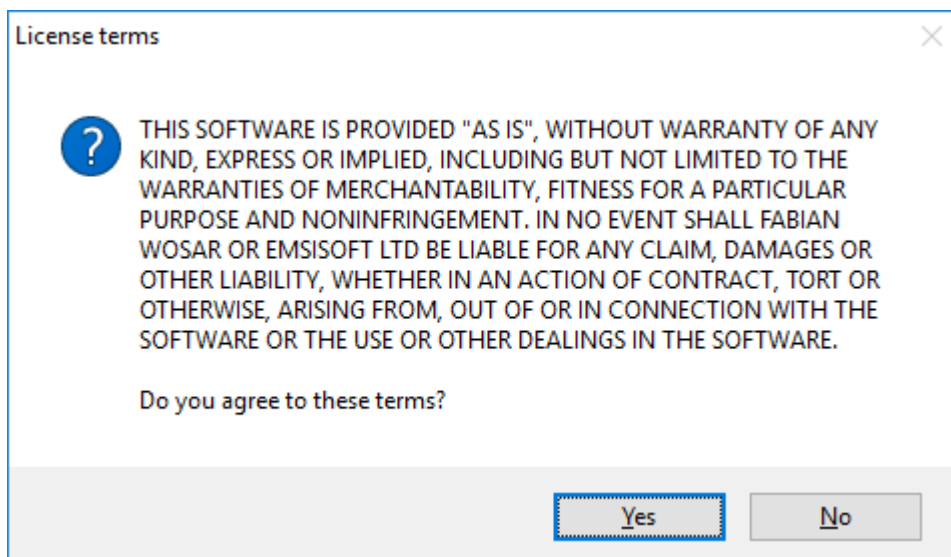 License terms
THIS SOFTWARE IS PROVIDED "AS IS", WITHOUT WARRANTY OF ANY
KIND, EXPRESS OR IMPLIED, INCLUDING BUT NOT LIMITED TO THE
WARRANTIES OF MERCHANTABILITY, FITNESS FOR A PARTICULAR
PURPOSE AND NONINFRINGEMENT. IN NO EVENT SHALL FABIAN
WOSAR OR EMSISOFT LTD BE LIABLE FOR ANY CLAIM, DAMAGES OR
OTHER LIABILITY, WHETHER IN AN ACTION OF CONTRACT, TORT OR
OTHERWISE, ARISING FROM, OUT OF OR IN CONNECTION WITH THE
SOFTWARE OR THE USE OR OTHER DEALINGS IN THE SOFTWARE.
Do you agree to these terms?
Yes No